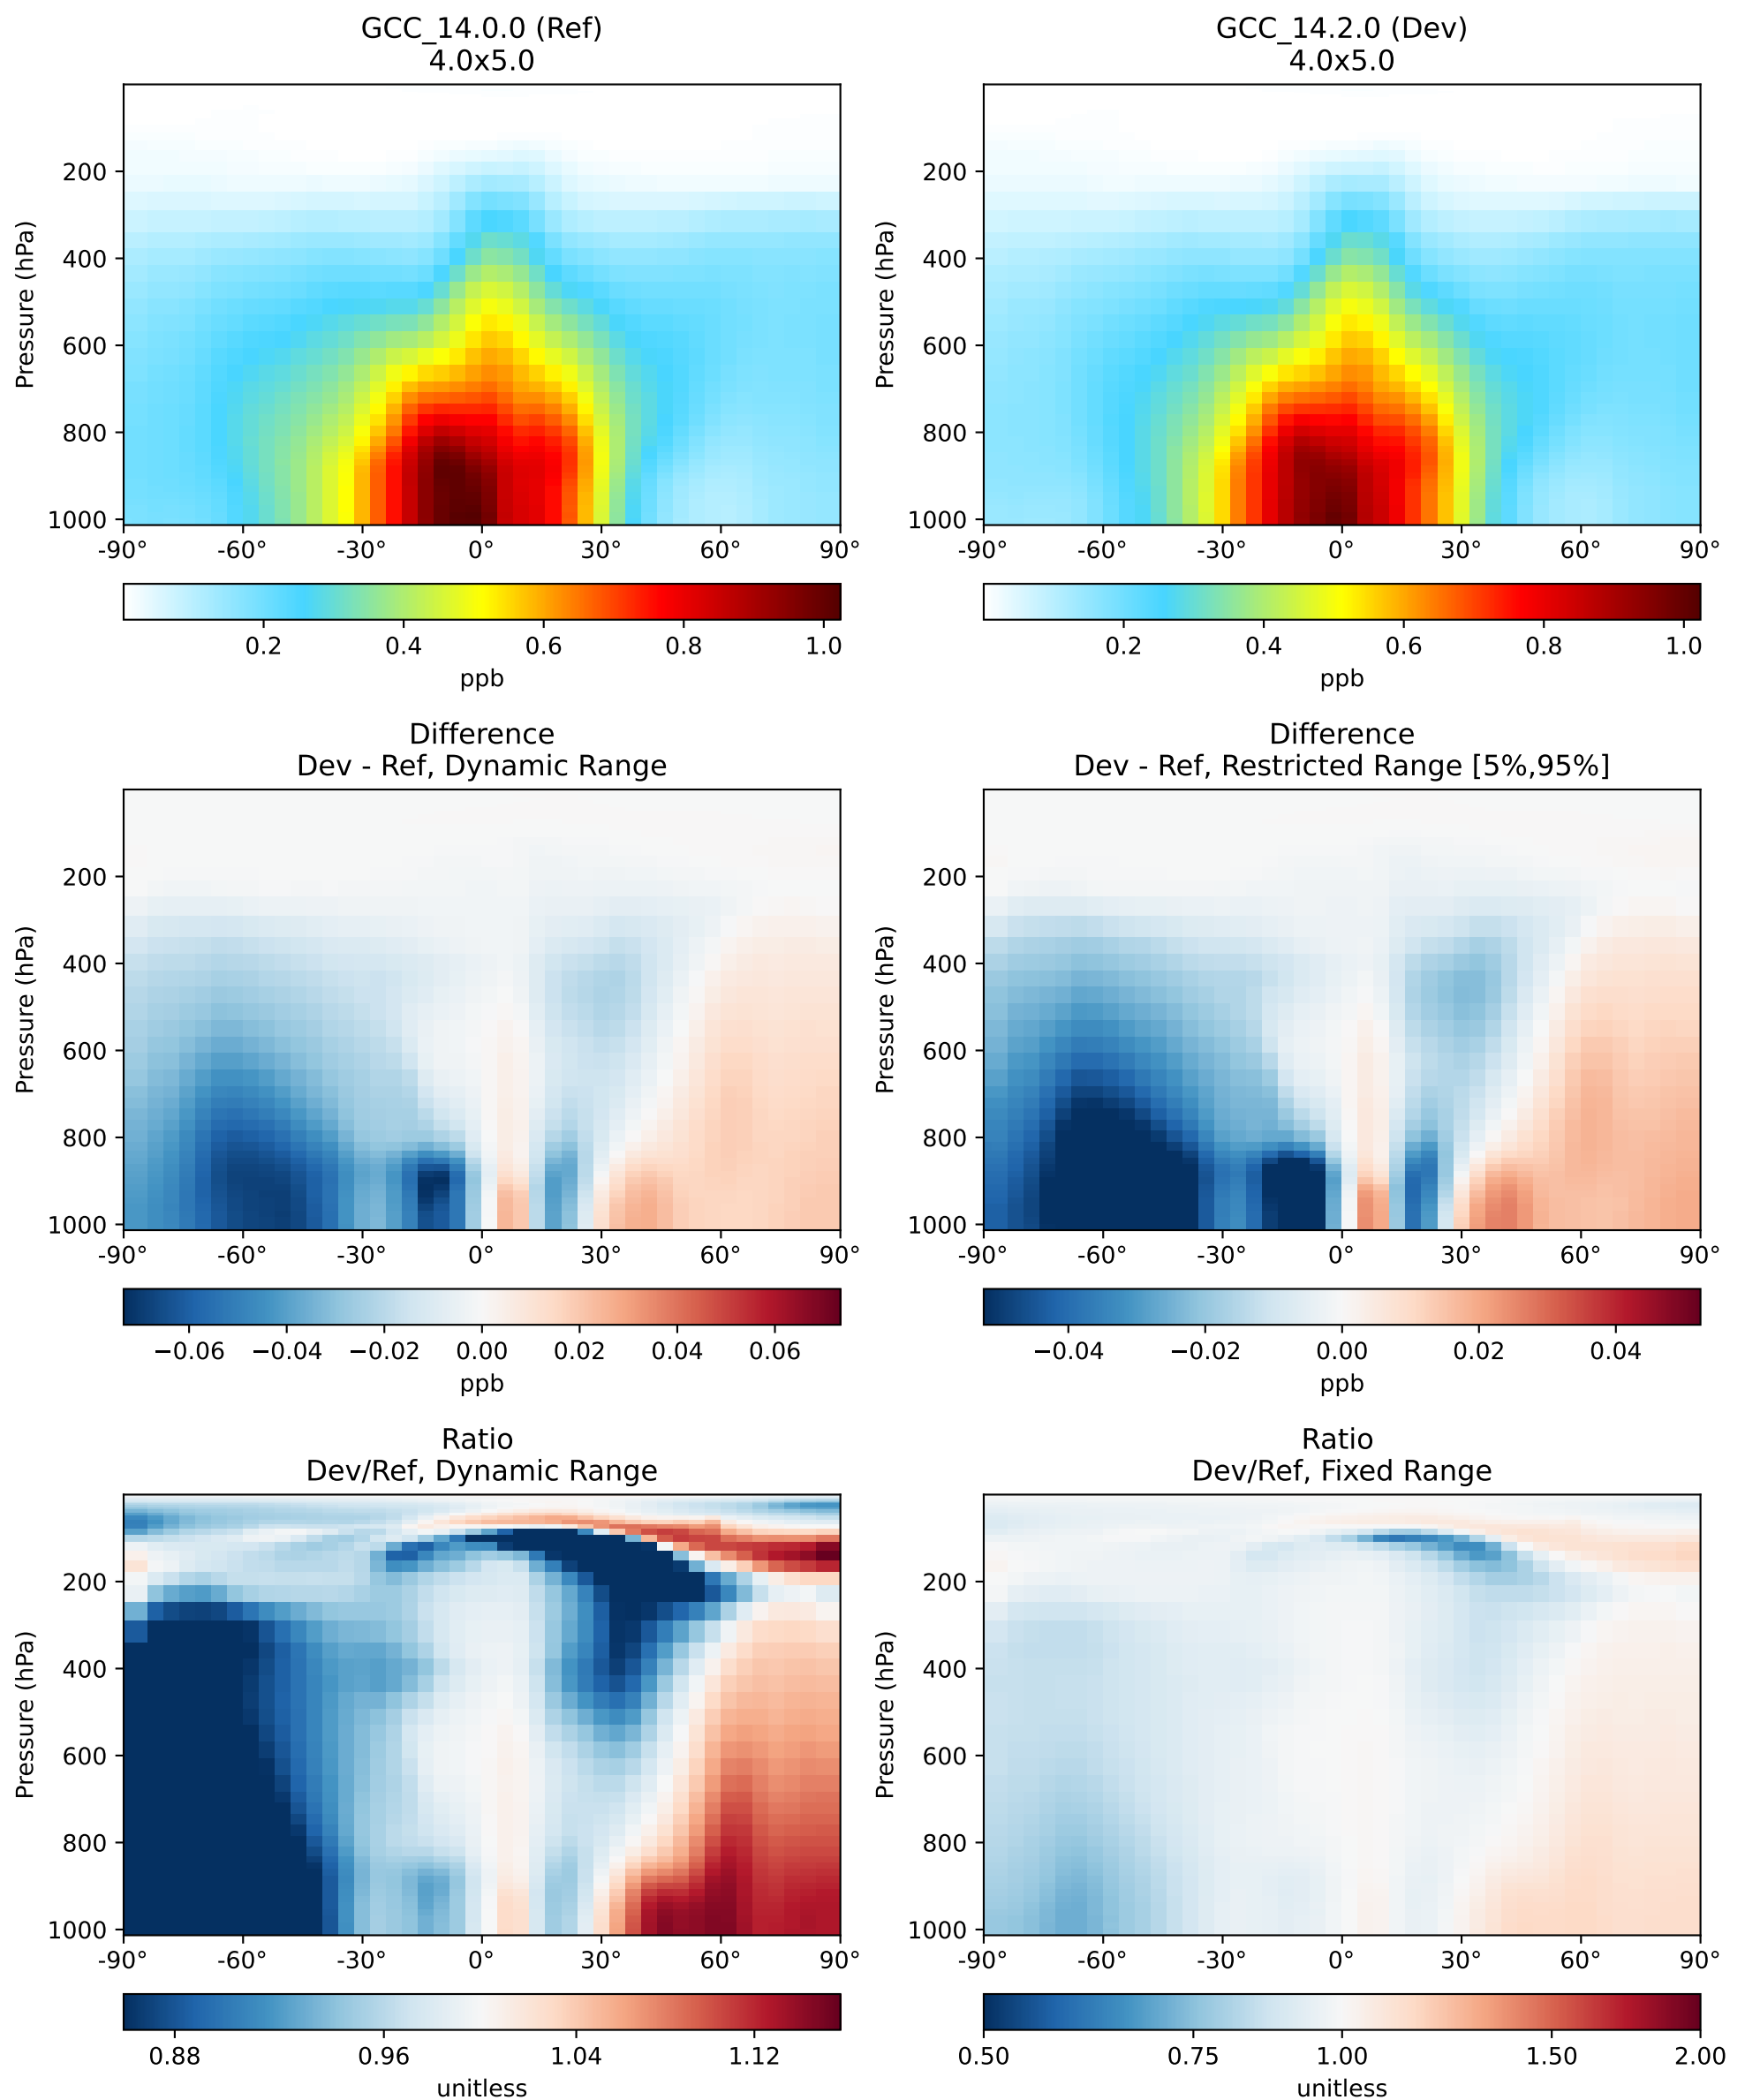 GCC_14.0.0 (Ref)
4.0x5.0
Pressure (hPa)
200
400
600
800
1000
-90° -60° -30° 0° 30° 60° 90°
0.2 0.4 0.6 0.8 1.0
ppb
GCC_14.2.0 (Dev)
4.0x5.0
Pressure (hPa)
200
400
600
800
1000
-90° -60° -30° 0° 30° 60° 90°
0.2 0.4 0.6 0.8 1.0
ppb
Difference
Dev - Ref, Dynamic Range
Pressure (hPa)
200
400
600
800
1000
-90° -60° -30° 0° 30° 60° 90°
−0.06 −0.04 −0.02 0.00 0.02 0.04 0.06
ppb
Difference
Dev - Ref, Restricted Range [5%,95%]
Pressure (hPa)
200
400
600
800
1000
-90° -60° -30° 0° 30° 60° 90°
−0.04 −0.02 0.00 0.02 0.04
ppb
Ratio
Dev/Ref, Dynamic Range
Pressure (hPa)
200
400
600
800
1000
-90° -60° -30° 0° 30° 60° 90°
0.88 0.96 1.04 1.12
unitless
Ratio
Dev/Ref, Fixed Range
Pressure (hPa)
200
400
600
800
1000
-90° -60° -30° 0° 30° 60° 90°
0.50 0.75 1.00 1.50 2.00
unitless